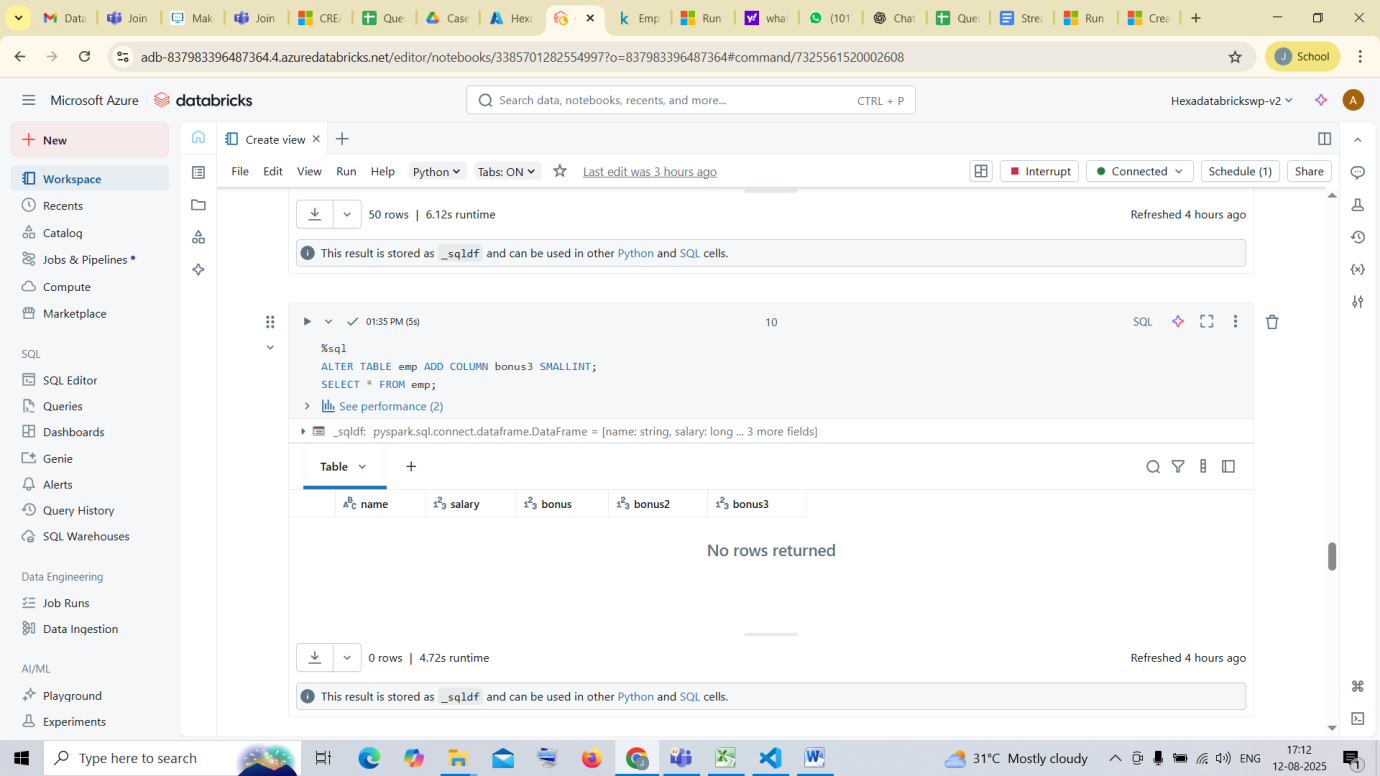 Data
Join
Mak
Join
CRE/
Que
Case
Hexa
C
Emp
Run
what
(101
Chat
Que
Stre
Run
Crea
adb-837983396487364.4.azuredatabricks.net/editor/notebooks/3385701282554997?o=837983396487364#command/7325561520002608
J School
Microsoft Azure databricks
Search data, notebooks, recents, and more... CTRL + P
Hexadatabrickswp-v2 A
New
Create view
Workspace
File Edit View Run Help Python Tabs: ON Last edit was 3 hours ago Interrupt Connected Schedule (1) Share
Recents
Catalog
Jobs & Pipelines
Compute
Marketplace
SQL
SQL Editor
Queries
Dashboards
Genie
Alerts
Query History
SQL Warehouses
Data Engineering
Job Runs
Data Ingestion
AI/ML
Playground
Experiments
50 rows | 6.12s runtime Refreshed 4 hours ago
This result is stored as _sqldf and can be used in other Python and SQL cells.
01:35 PM (5s) 10 SQL
%sql
ALTER TABLE emp ADD COLUMN bonus3 SMALLINT;
SELECT * FROM emp;
See performance (2)
_sqldf: pyspark.sql.connect.dataframe.DataFrame = [name: string, salary: long ... 3 more fields]
Table
name salary bonus bonus2 bonus3
No rows returned
0 rows | 4.72s runtime Refreshed 4 hours ago
This result is stored as _sqldf and can be used in other Python and SQL cells.
Type here to search
31°C Mostly cloudy
ENG
17:12
12-08-2025
1